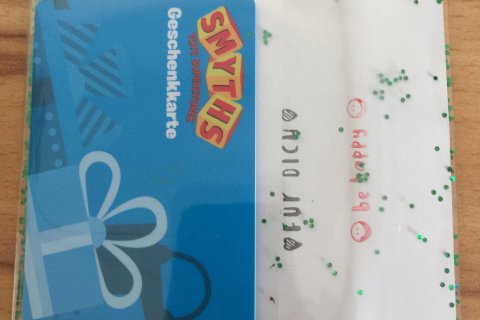 SMYTHS
TOYS SUPERSTORES
Geschenkkarte
FÜR DICH
be happy